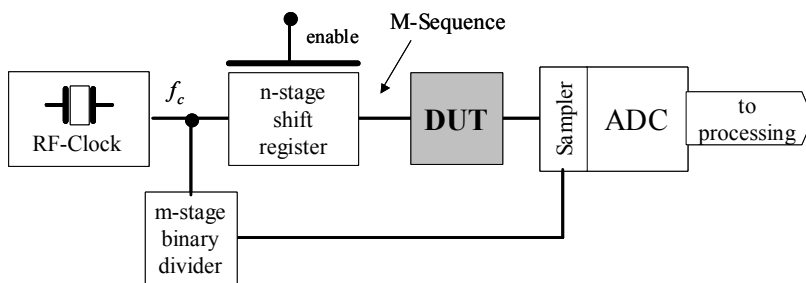 M-Sequence
enable
f_c
RF-Clock
n-stage
shift
register
DUT
Sampler
ADC
to
processing
m-stage
binary
divider